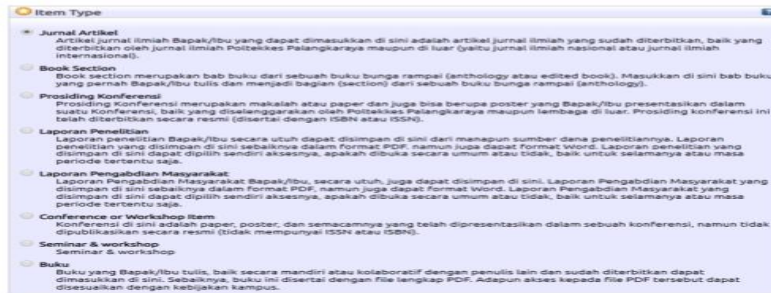 Item Type
Jurnal Artikel
Artikel jurnal ilmiah Bapak/Ibu yang dapat dimasukkan di sini adalah artikel jurnal ilmiah yang sudah diterbitkan, baik yang
diterbitkan oleh jurnal ilmiah Poltekkes Palangkaraya maupun di luar (yaitu jurnal ilmiah nasional atau jurnal ilmiah
internasional).
Book Section
Book section merupakan bab buku dari sebuah buku bunga rampai (anthology atau edited book). Masukkan di sini bab buku
yang pernah Bapak/Ibu tulis dan menjadi bagian (section) dari sebuah buku bunga rampai (anthology).
Prosiding Konferensi
Prosiding Konferensi merupakan makalah atau paper dan juga bisa berupa poster yang Bapak/Ibu presentasikan dalam
suatu Konferensi, baik yang diselenggarakan oleh Poltekkes Palangkaraya maupun lembaga di luar. Prosiding konferensi ini
telah diterbitkan secara resmi (disertai dengan ISBN atau ISSN).
Laporan Penelitian
Laporan penelitian Bapak/Ibu secara utuh dapat disimpan di sini dari manapun sumber dana penelitiannya. Laporan
penelitian yang disimpan di sini sebaiknya dalam format PDF, namun juga dapat format Word. Laporan penelitian yang
disimpan di sini dapat dipilih sendiri aksesnya, apakah dibuka secara umum atau tidak, baik untuk selamanya atau masa
periode tertentu saja.
Laporan Pengabdian Masyarakat
Laporan Pengabdian Masyarakat Bapak/Ibu, secara utuh, juga dapat disimpan di sini. Laporan Pengabdian Masyarakat yang
disimpan di sini sebaiknya dalam format PDF, namun juga dapat format Word. Laporan Pengabdian Masyarakat yang
disimpan di sini dapat dipilih sendiri aksesnya, apakah dibuka secara umum atau tidak, baik untuk selamanya atau masa
periode tertentu saja.
Conference or Workshop Item
Konferensi di sini adalah paper, poster, dan semacamnya yang telah dipresentasikan dalam sebuah konferensi, namun tidak
dipublikasikan secara resmi (tidak mempunyai ISSN atau ISBN).
Seminar & workshop
Seminar & workshop
Buku
Buku yang Bapak/Ibu tulis, baik secara mandiri atau kolaboratif dengan penulis lain dan sudah diterbitkan dapat
dimasukkan di sini. Sebaiknya, buku ini disertai dengan file lengkap PDF. Adapun akses kepada file PDF tersebut dapat
disesuaikan dengan kebijakan kampus.